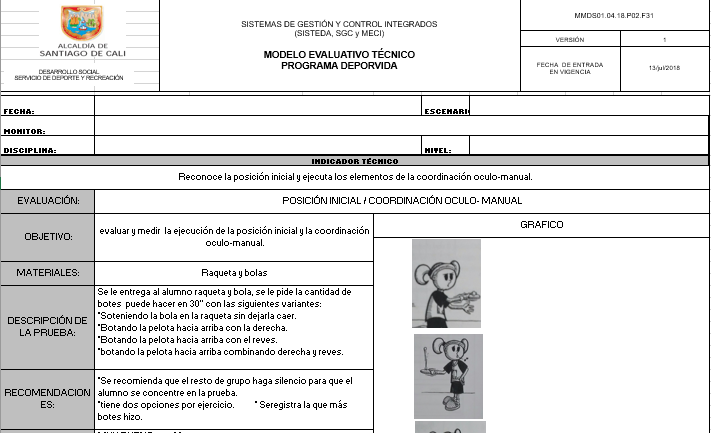 ALCALDÍA DE
SANTIAGO DE CALI
DESARROLLO SOCIAL
SERVICIO DE DEPORTE Y RECREACIÓN
SISTEMAS DE GESTIÓN Y CONTROL INTEGRADOS
(SISTEDA, SGC y MECI)
MODELO EVALUATIVO TÉCNICO
PROGRAMA DEPORVIDA
MMDS01.04.18.P02.F31
VERSIÓN
1
FECHA DE ENTRADA
EN VIGENCIA
13/jul/2018
FECHA:
ESCENARI
MONITOR:
DISCIPLINA:
NIVEL:
INDICADOR TÉCNICO
Reconoce la posición inicial y ejecuta los elementos de la coordinación oculo-manual.
EVALUACIÓN:
POSICIÓN INICIAL / COORDINACIÓN OCULO- MANUAL
OBJETIVO:
evaluar y medir la ejecución de la posición inicial y la coordinación
oculo-manual.
GRAFICO
MATERIALES:
Raqueta y bolas
DESCRIPCIÓN DE
LA PRUEBA:
Se le entrega al alumno raqueta y bola, se le pide la cantidad de
botes puede hacer en 30" con las siguientes variantes:
*Soteniendo la bola en la raqueta sin dejarla caer.
*Botando la pelota hacia arriba con la derecha.
*Botando la pelota hacia arriba con el reves.
*botando la pelota hacia arriba combinando derecha y reves.
RECOMENDACION
ES:
*Se recomienda que el resto de grupo haga silencio para que el
alumno se concentre en la prueba.
*tiene dos opciones por ejercicio. * Seregistra la que más
botes hizo.